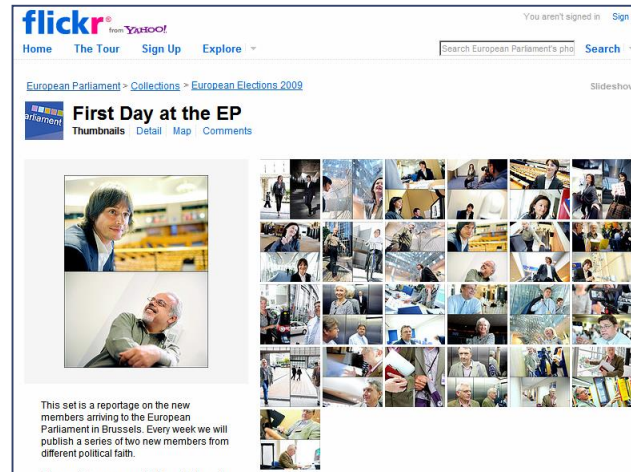 flickr® from YAHOO!
You aren't signed in Sign
Home The Tour Sign Up Explore
Search European Parliament's pho Search
European Parliament > Collections > European Elections 2009
Slideshow
arliament
First Day at the EP
Thumbnails Detail Map Comments
This set is a reportage on the new
members arriving to the European
Parliament in Brussels. Every week we will
publish a series of two new members from
different political faith.